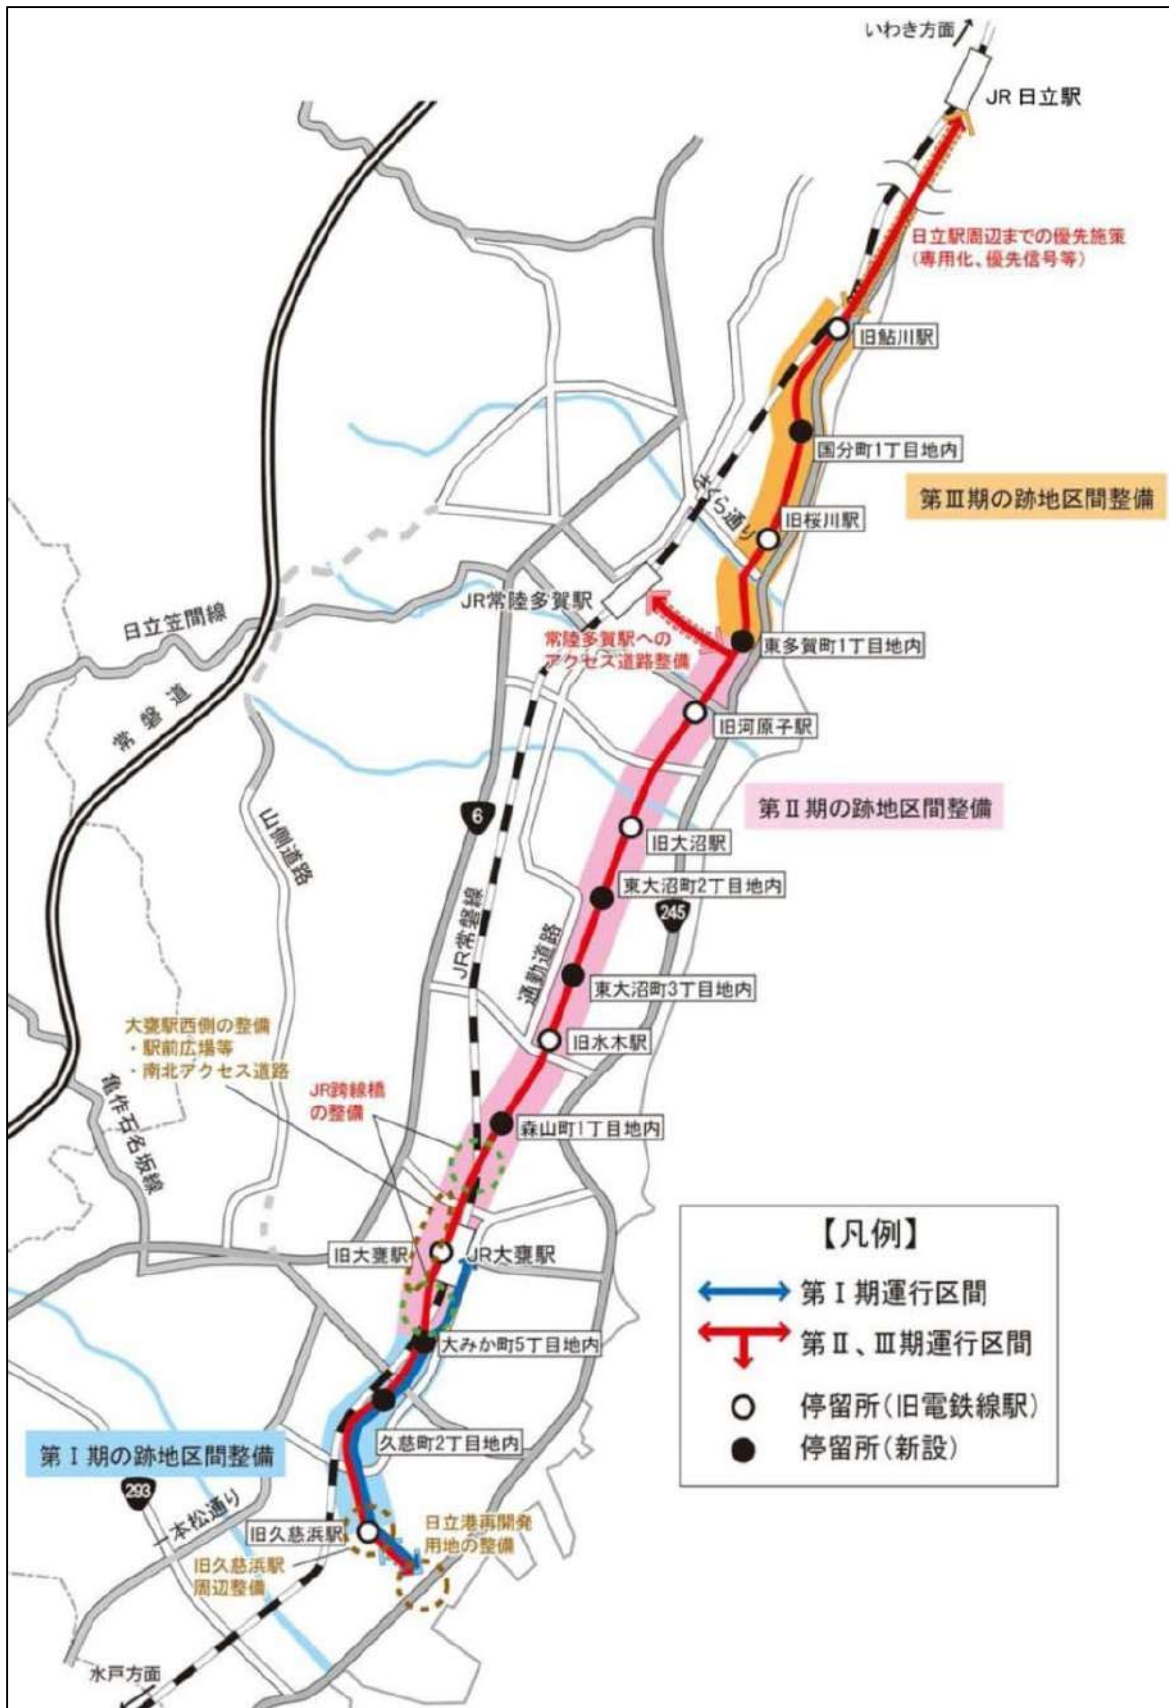 いわき方面
JR 日立駅
日立駅周辺までの優先施策
(専用化、優先信号等)
旧鮎川駅
国分町1丁目地内
第Ⅲ期の跡地区間整備
さくら通り
旧桜川駅
JR常陸多賀駅
日立笠間線
常陸多賀駅への
アクセス道路整備
東多賀町1丁目地内
常磐道
旧河原子駅
第Ⅱ期の跡地区間整備
6
山側道路
旧大沼駅
東大沼町2丁目地内
245
JR常磐線
通勤道路
東大沼町3丁目地内
大甕駅西側の整備
・駅前広場等
・南北アクセス道路
旧水木駅
亀作石名坂線
JR跨線橋
の整備
森山町1丁目地内
旧大甕駅
JR大甕駅
大みか町5丁目地内
【凡例】
第Ⅰ期運行区間
第Ⅱ、Ⅲ期運行区間
停留所(旧電鉄線駅)
停留所(新設)
久慈町2丁目地内
第Ⅰ期の跡地区間整備
293
一本松通り
旧久慈浜駅
日立港再開発
用地の整備
旧久慈浜駅
周辺整備
水戸方面